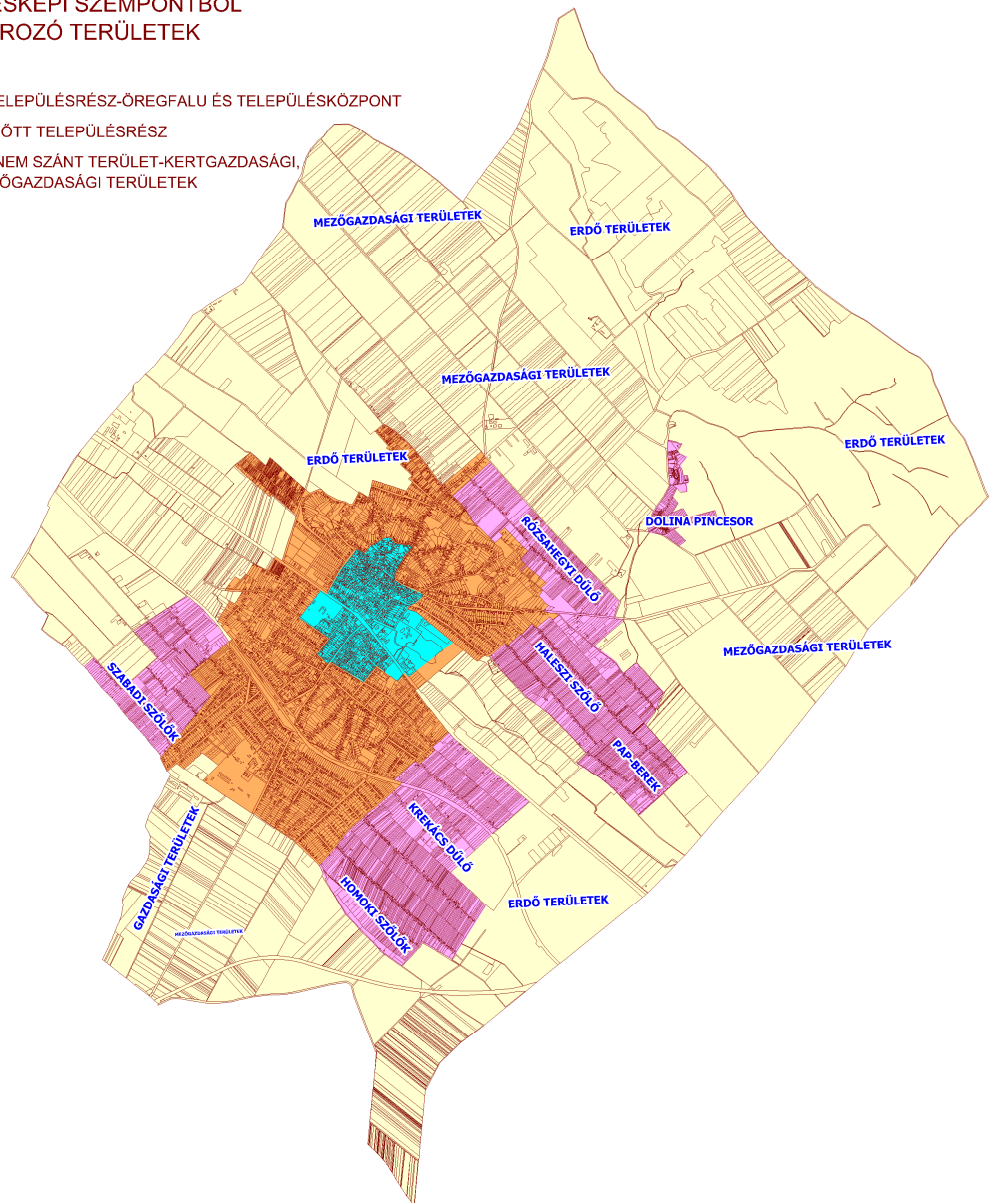 ÉSKÉPI SZEMPONTBÓL
ROZÓ TERÜLETEK
ELEPÜLÉSRÉSZ-ÖREGFALU ÉS TELEPÜLÉSKÖZPONT
ŐTT TELEPÜLÉSRÉSZ
NEM SZÁNT TERÜLET-KERTGAZDASÁGI,
ŐGAZDASÁGI TERÜLETEK
MEZŐGAZDASÁGI TERÜLETEK
ERDŐ TERÜLETEK
MEZŐGAZDASÁGI TERÜLETEK
ERDŐ TERÜLETEK
ERDŐ TERÜLETEK
DOLINA PINCESOR
RÓZSAHEGYI DŰLŐ
MEZŐGAZDASÁGI TERÜLETEK
HALESZI SZŐLŐ
SZABADI SZŐLŐK
PAP-BEREK
KREKÁCS DŰLŐ
GAZDASÁGI TERÜLETEK
ERDŐ TERÜLETEK
HOMOKI SZŐLŐK
MEZŐGAZDASÁGI TERÜLETEK